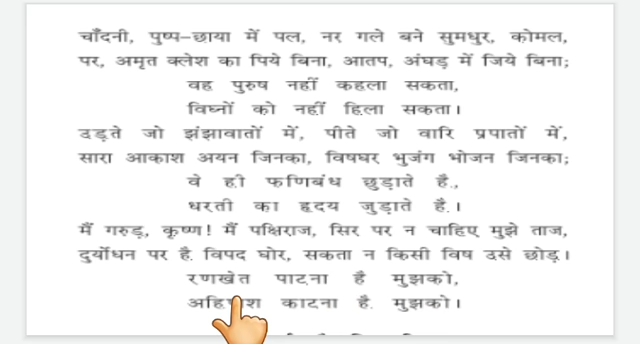 चाँदनी, पुष्प-छाया में पल, नर गले बने सुमधुर, कोमल,
पर, अमृत क्लेश का पिये बिना, आतप, अंघड़ में जिये बिना;
वह पुरुष नहीं कहला सकता,
विघ्नों को नहीं हिला सकता।
उड़ते जो झंझावातों में, पीते जो वारि प्रपातों में,
सारा आकाश अयन जिनका, विषघर भुजंग भोजन जिनका;
वे ही फणिबंध छुड़ाते है.,
धरती का हृदय जुड़ाते है.।
मैं गरुड़, कृष्ण! मैं पक्षिराज, सिर पर न चाहिए मुझे ताज,
दुर्योधन पर है. विपद घोर, सकता न किसी विष उसे छोड़।
रणखेत पाटना है मुझको,
काटना है. मुझको।